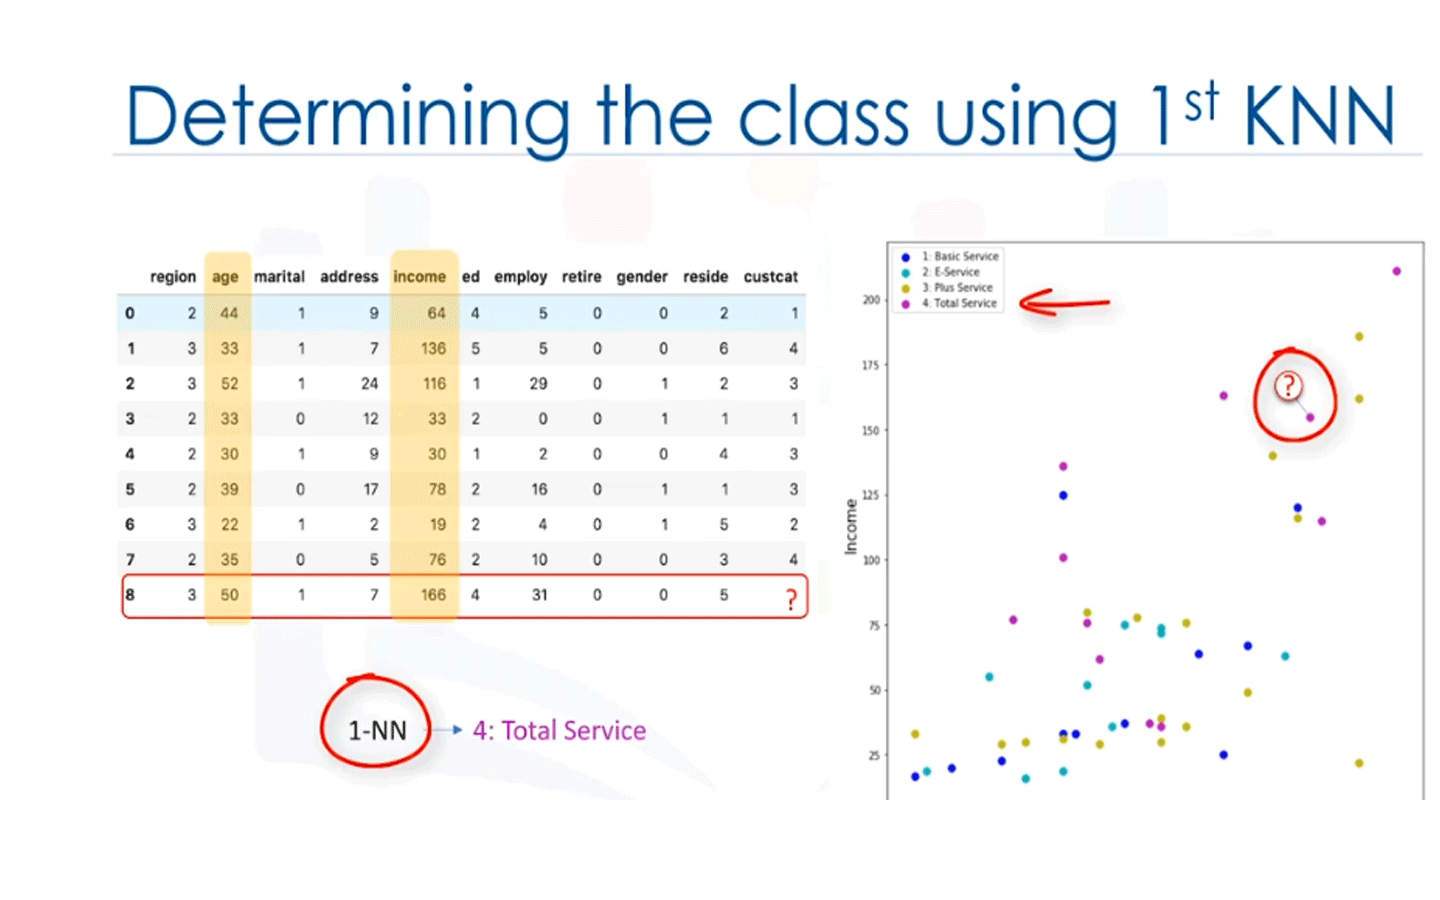 Determining the class using 1st KNN
region age marital address income ed employ retire gender reside custcat
0 2 44 1 9 64 4 5 0 0 2 1
1 3 33 1 7 136 5 5 0 0 6 4
2 3 52 1 24 116 1 29 0 1 2 3
3 2 33 0 12 33 2 0 0 1 1 1
4 2 30 1 9 30 1 2 0 0 4 3
5 2 39 0 17 78 2 16 0 1 1 3
6 3 22 1 2 19 2 4 0 1 5 2
7 2 35 0 5 76 2 10 0 0 3 4
8 3 50 1 7 166 4 31 0 0 5 ?
1-NN 4: Total Service
1: Basic Service
2: E-Service
3: Plus Service
4: Total Service
?
Income
200
175
150
125
100
75
50
25